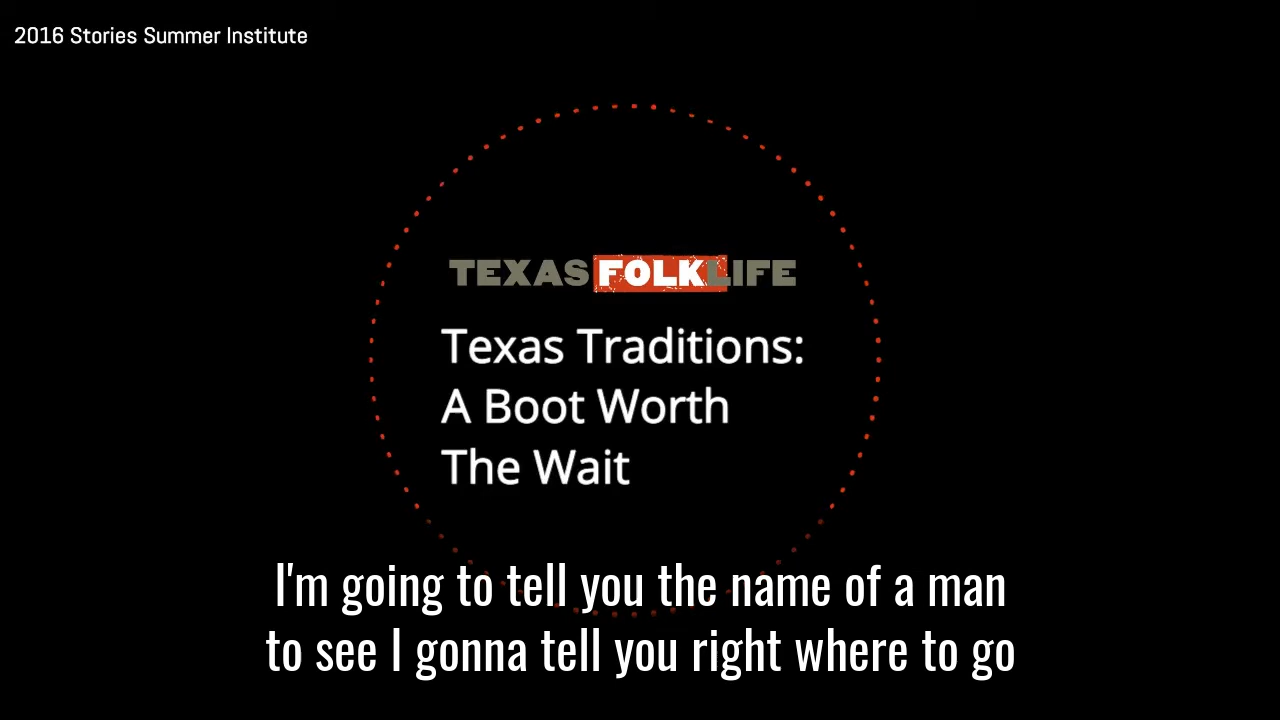 2016 Stories Summer Institute
TEXAS FOLKLIFE
Texas Traditions:
A Boot Worth
The Wait
I'm going to tell you the name of a man
to see I gonna tell you right where to go